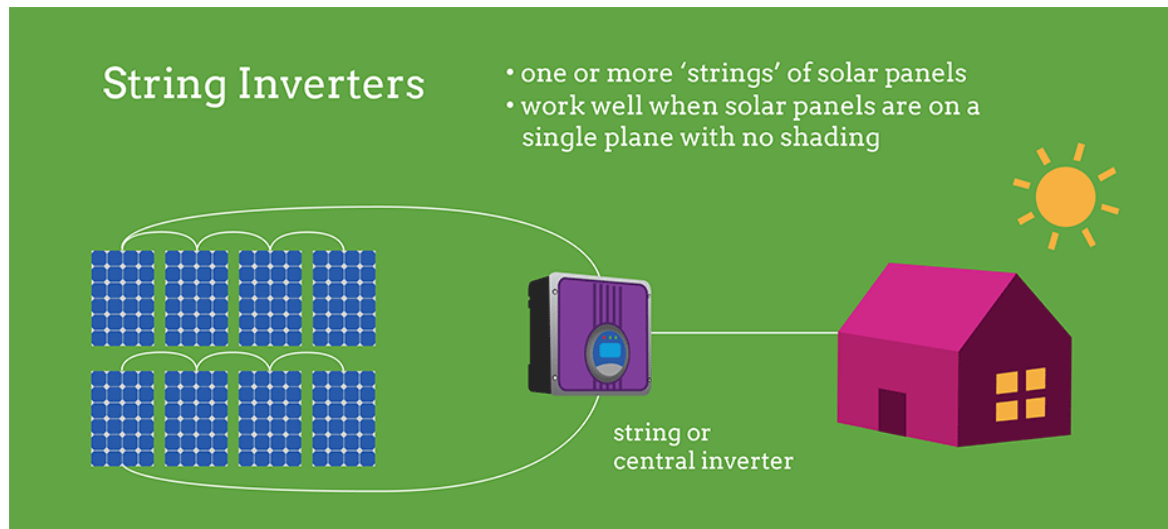 String Inverters
• one or more ‘strings’ of solar panels
• work well when solar panels are on a
single plane with no shading
string or
central inverter